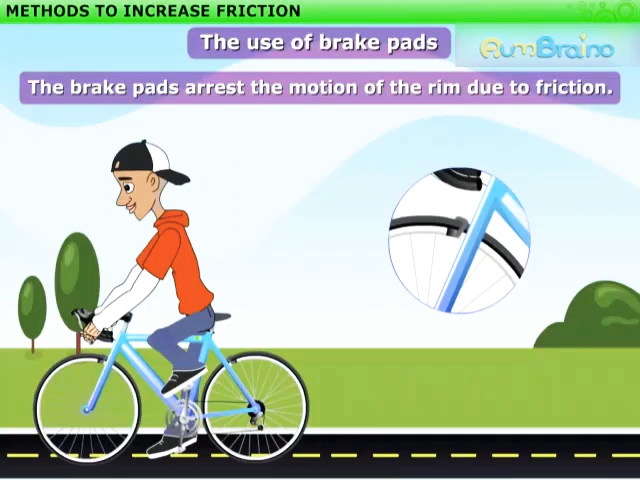 METHODS TO INCREASE FRICTION
The use of brake pads
AumBraino
The brake pads arrest the motion of the rim due to friction.